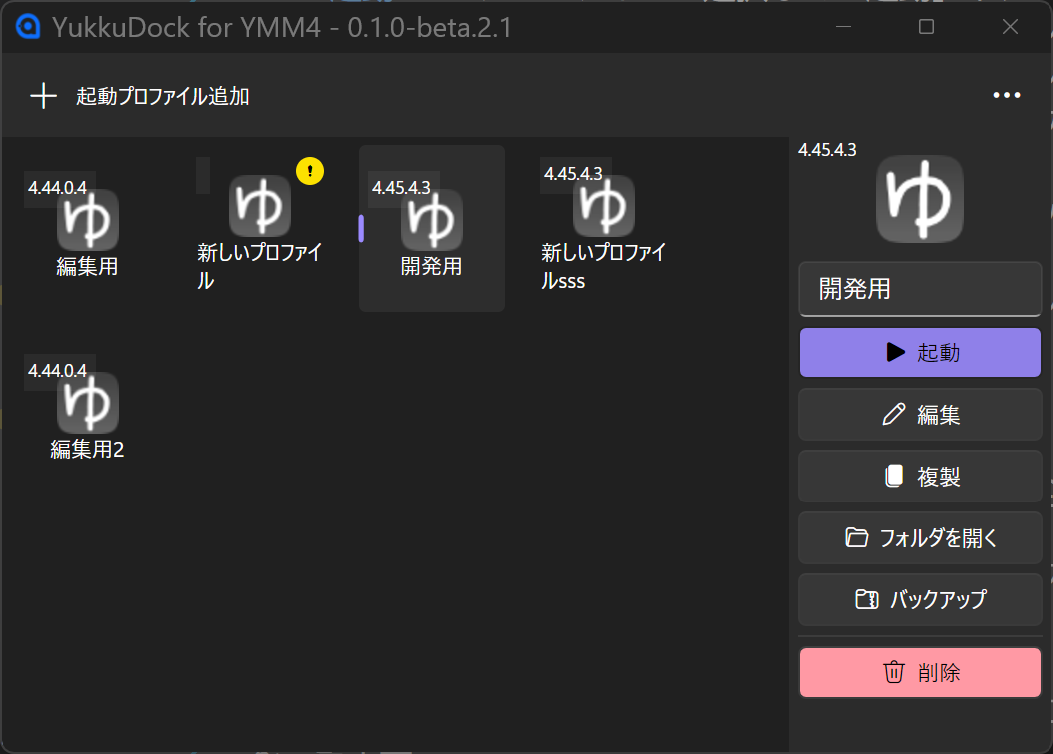 YukkuDock for YMM4 - 0.1.0-beta.2.1
起動プロファイル追加
4.44.0.4
ゆ
編集用
ゆ
新しいプロファイ
ル
4.45.4.3
ゆ
開発用
4.45.4.3
ゆ
新しいプロファイ
ルsss
4.44.0.4
ゆ
編集用2
4.45.4.3
ゆ
開発用
起動
編集
複製
フォルダを開く
バックアップ
削除